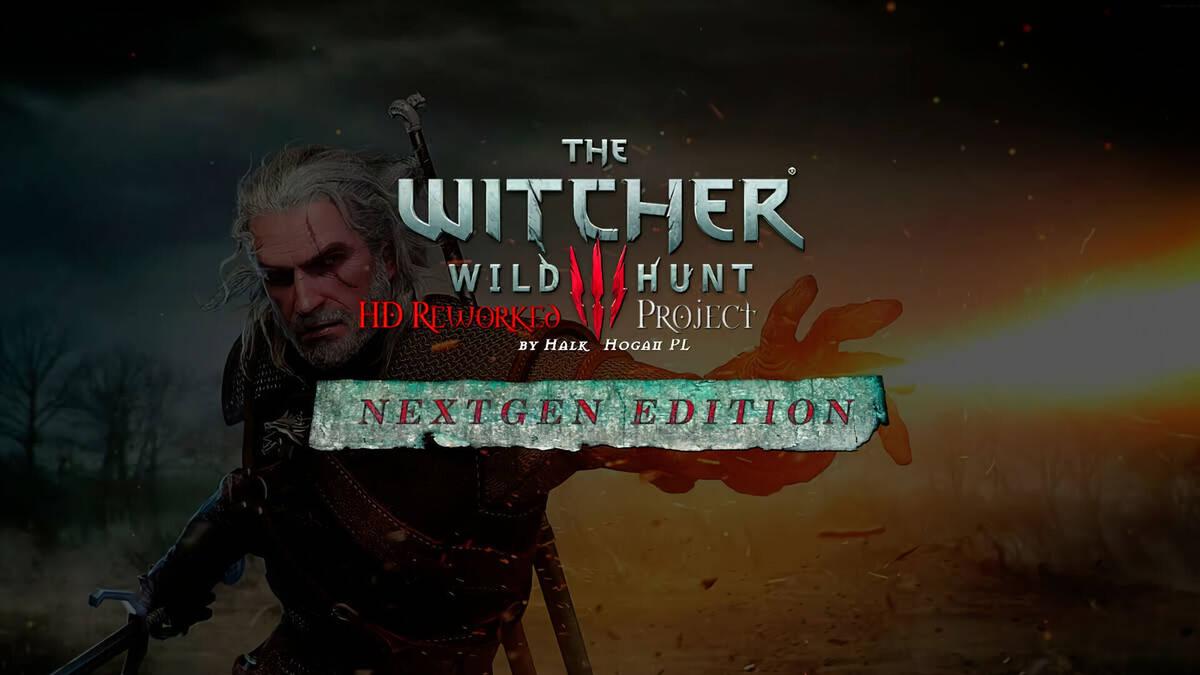 THE
WITCHER®
WILD HUNT
HD REWORKED PROJECT
BY HALK HOGAN PL
NEXTGEN EDITION